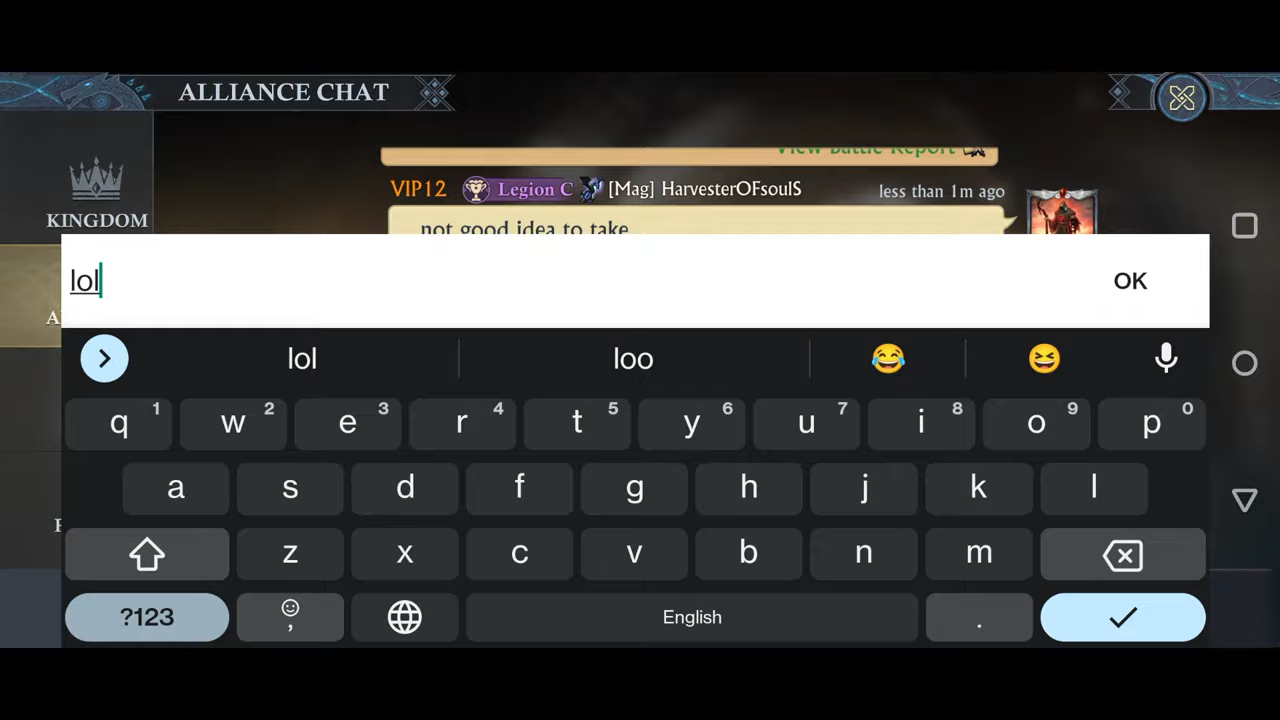 ALLIANCE CHAT
View Battle Report
VIP12 Legion C [Mag] HarvesterOFsoulS less than 1m ago
KINGDOM
not good idea to take
lol OK
lol loo
q 1 w 2 e 3 r 4 t 5 y 6 u 7 i 8 o 9 p 0
a s d f g h j k l
z x c v b n m
?123 , English .